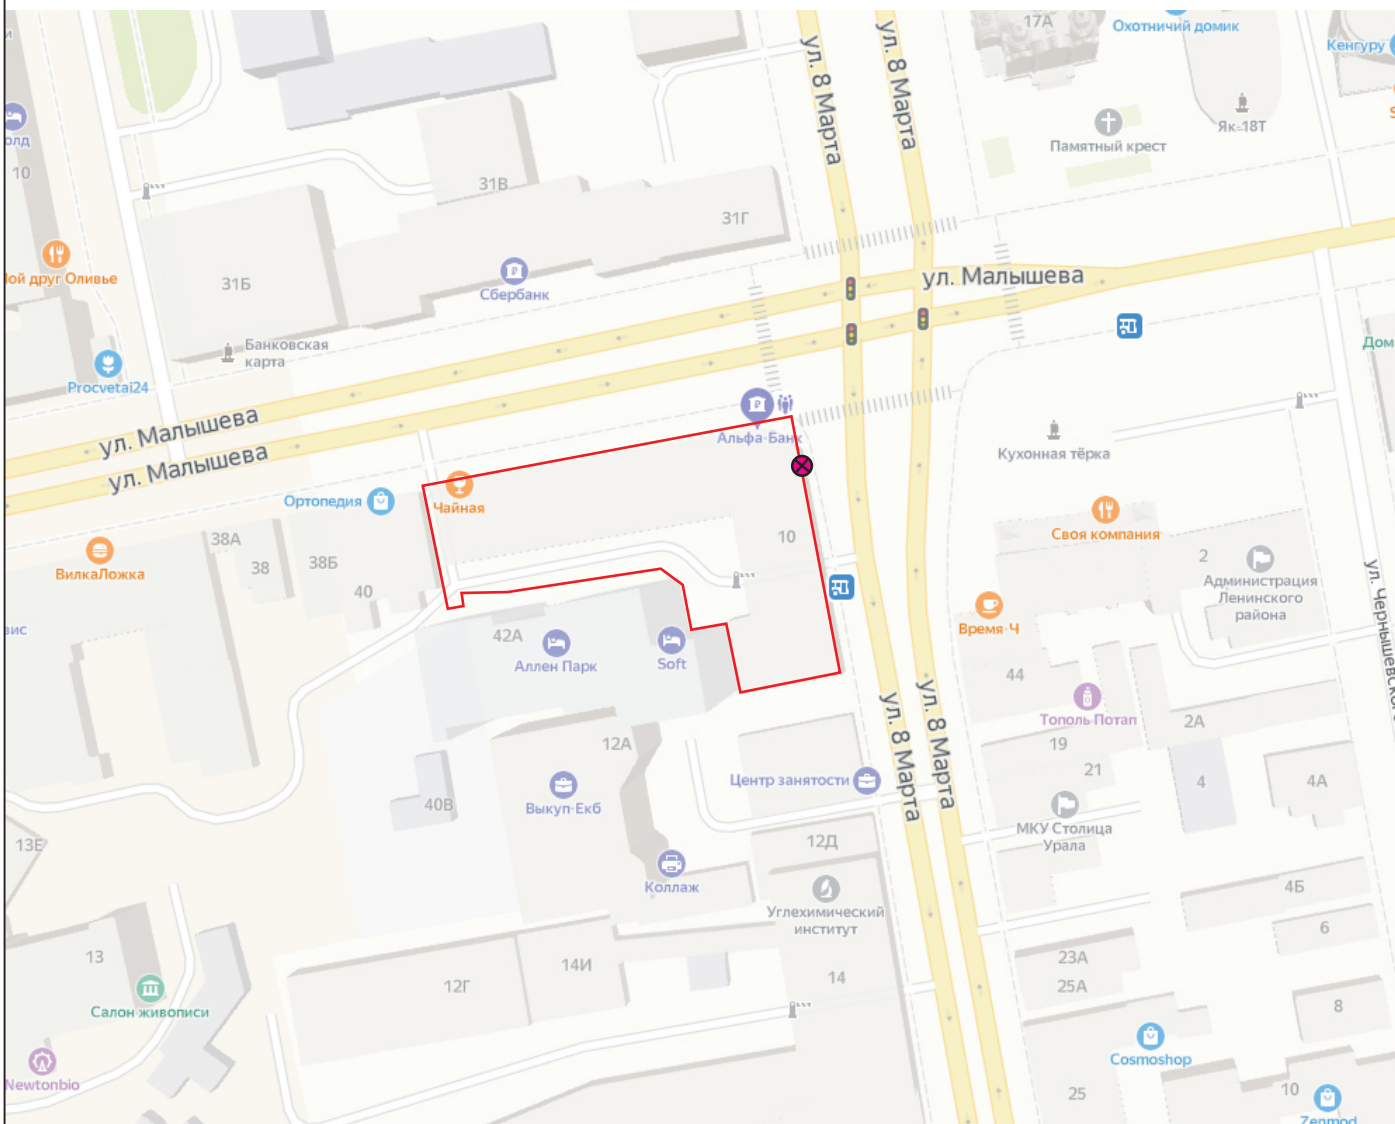 17А
Охотничий домик
Кенгуру
ул. 8 Марта
ул. 8 Марта
Як-18Т
Памятный крест
10
31В
31Г
ул. Малышева
Мой друг Оливье
31Б
Сбербанк
Банковская
карта
Procvetai24
Дом
ул. Малышева
ул. Малышева
Альфа-Банк
Кухонная тёрка
Ортопедия
Чайная
38А
38
38Б
40
ВилкаЛожка
10
Своя компания
2
Администрация
Ленинского
района
ул. Чернышевского
42А
Аллен Парк
Soft
Время Ч
44
Тополь Потап
2А
ул. 8 Марта
ул. 8 Марта
12А
19
21
Центр занятости
4
4А
40В
Выкуп-Екб
МКУ Столица
Урала
13Е
12Д
Коллаж
4Б
Углехимический
институт
6
13
14И
12Г
14
23А
25А
8
Салон живописи
Cosmoshop
Newtonbio
25
10
Zenmod